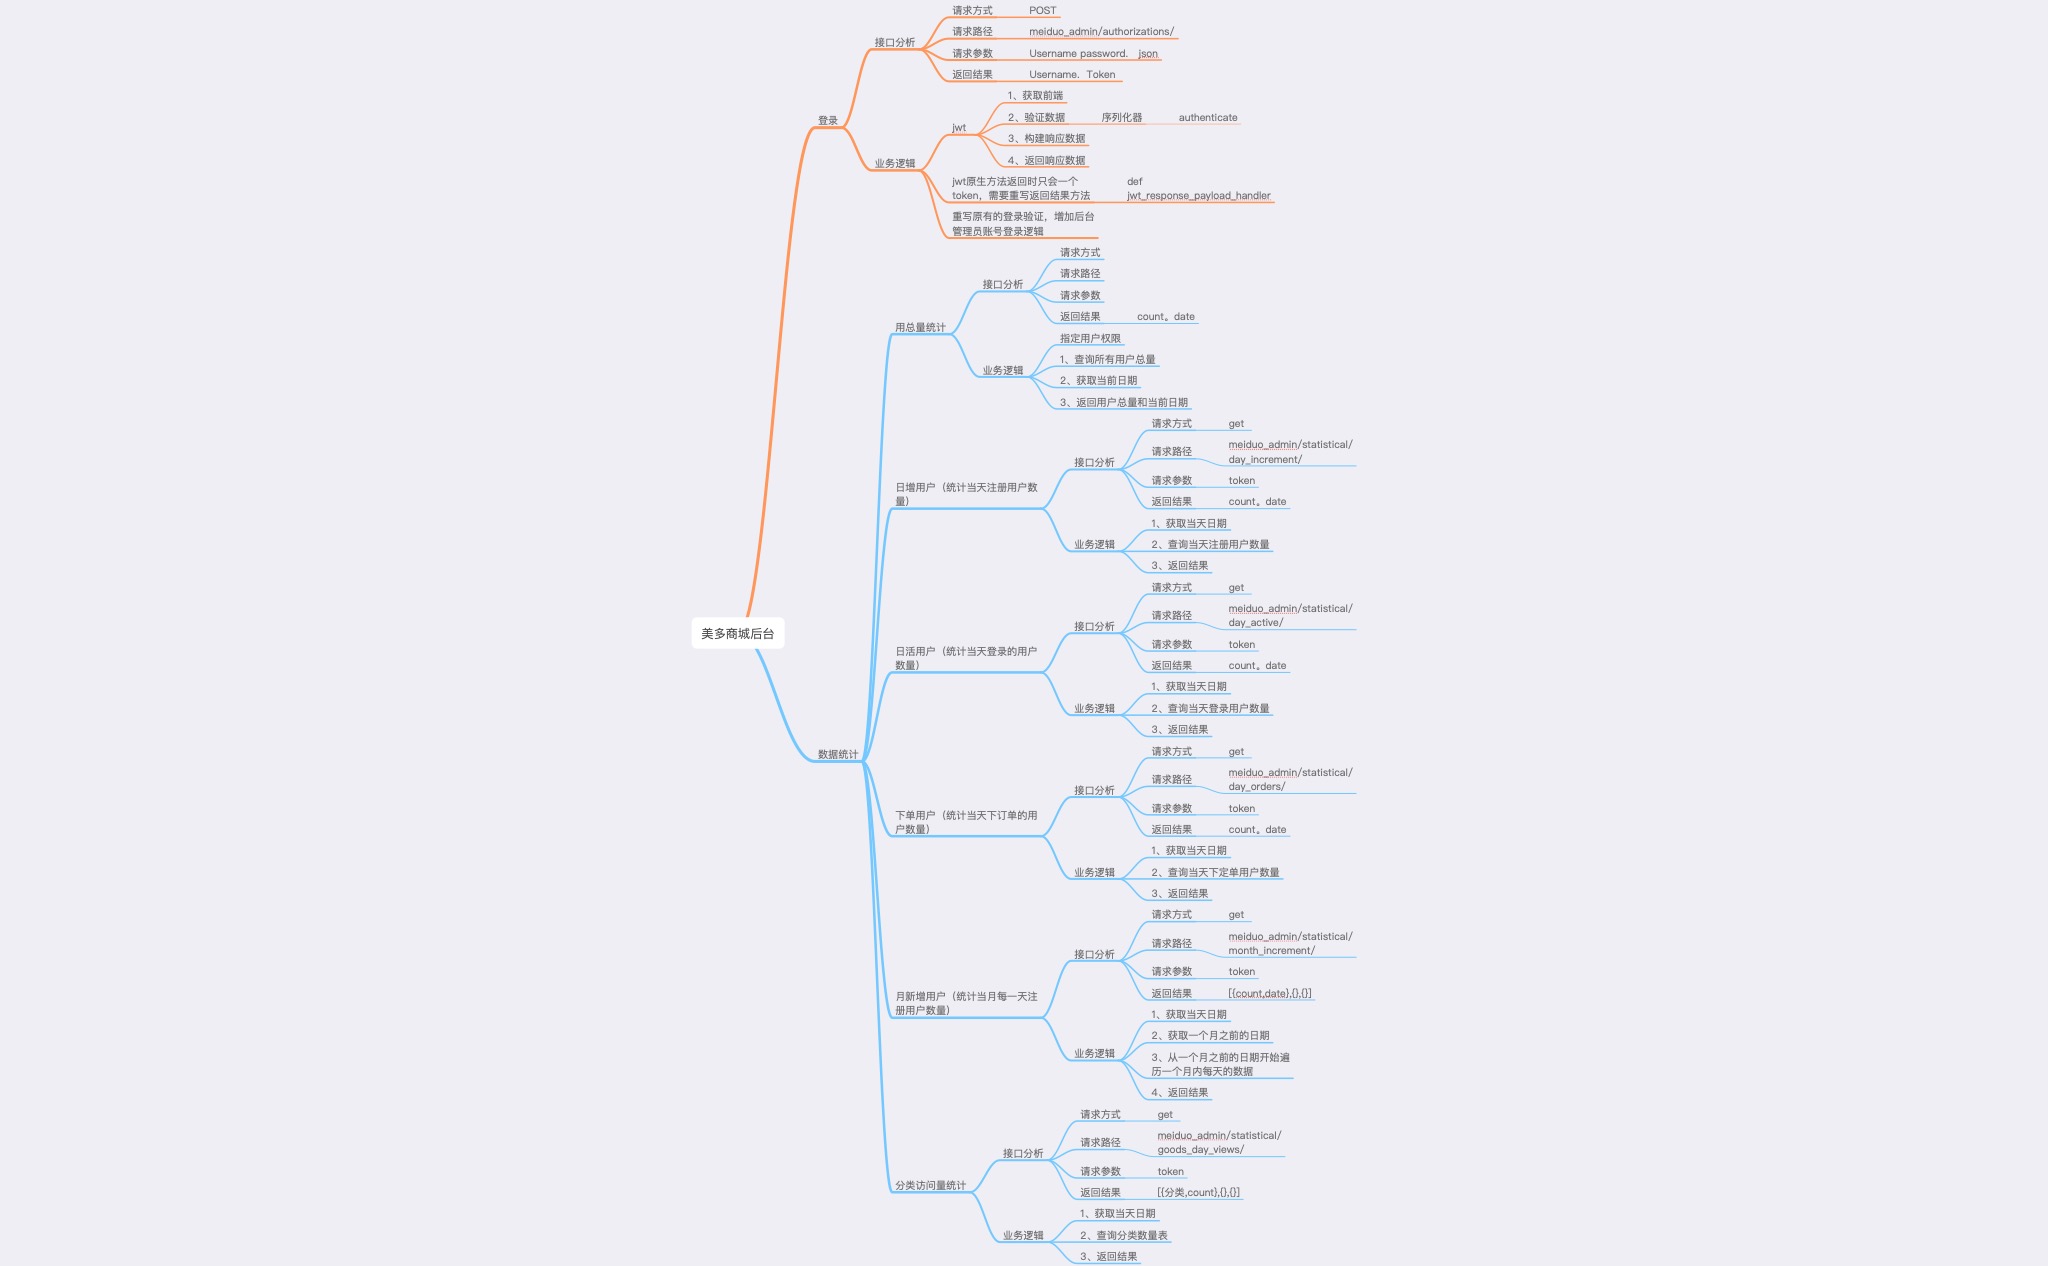 美多商城后台
登录
接口分析
请求方式
POST
请求路径
meiduo_admin/authorizations/
请求参数
Username password. json
返回结果
Username. Token
业务逻辑
jwt
1、获取前端
2、验证数据
序列化器
authenticate
3、构建响应数据
4、返回响应数据
jwt原生方法返回时只会一个
token，需要重写返回结果方法
def
jwt_response_payload_handler
重写原有的登录验证，增加后台
管理员账号登录逻辑
数据统计
用总量统计
接口分析
请求方式
请求路径
请求参数
返回结果
count。date
业务逻辑
指定用户权限
1、查询所有用户总量
2、获取当前日期
3、返回用户总量和当前日期
日增用户（统计当天注册用户数
量）
接口分析
请求方式
get
请求路径
meiduo_admin/statistical/
day_increment/
请求参数
token
返回结果
count。date
业务逻辑
1、获取当天日期
2、查询当天注册用户数量
3、返回结果
日活用户（统计当天登录的用户
数量）
接口分析
请求方式
get
请求路径
meiduo_admin/statistical/
day_active/
请求参数
token
返回结果
count。date
业务逻辑
1、获取当天日期
2、查询当天登录用户数量
3、返回结果
下单用户（统计当天下订单的用
户数量）
接口分析
请求方式
get
请求路径
meiduo_admin/statistical/
day_orders/
请求参数
token
返回结果
count。date
业务逻辑
1、获取当天日期
2、查询当天下定单用户数量
3、返回结果
月新增用户（统计当月每一天注
册用户数量）
接口分析
请求方式
get
请求路径
meiduo_admin/statistical/
month_increment/
请求参数
token
返回结果
[{count,date},{},{}]
业务逻辑
1、获取当天日期
2、获取一个月之前的日期
3、从一个月之前的日期开始遍
历一个月内每天的数据
4、返回结果
分类访问量统计
接口分析
请求方式
get
请求路径
meiduo_admin/statistical/
goods_day_views/
请求参数
token
返回结果
[{分类,count},{},{}]
业务逻辑
1、获取当天日期
2、查询分类数量表
3、返回结果